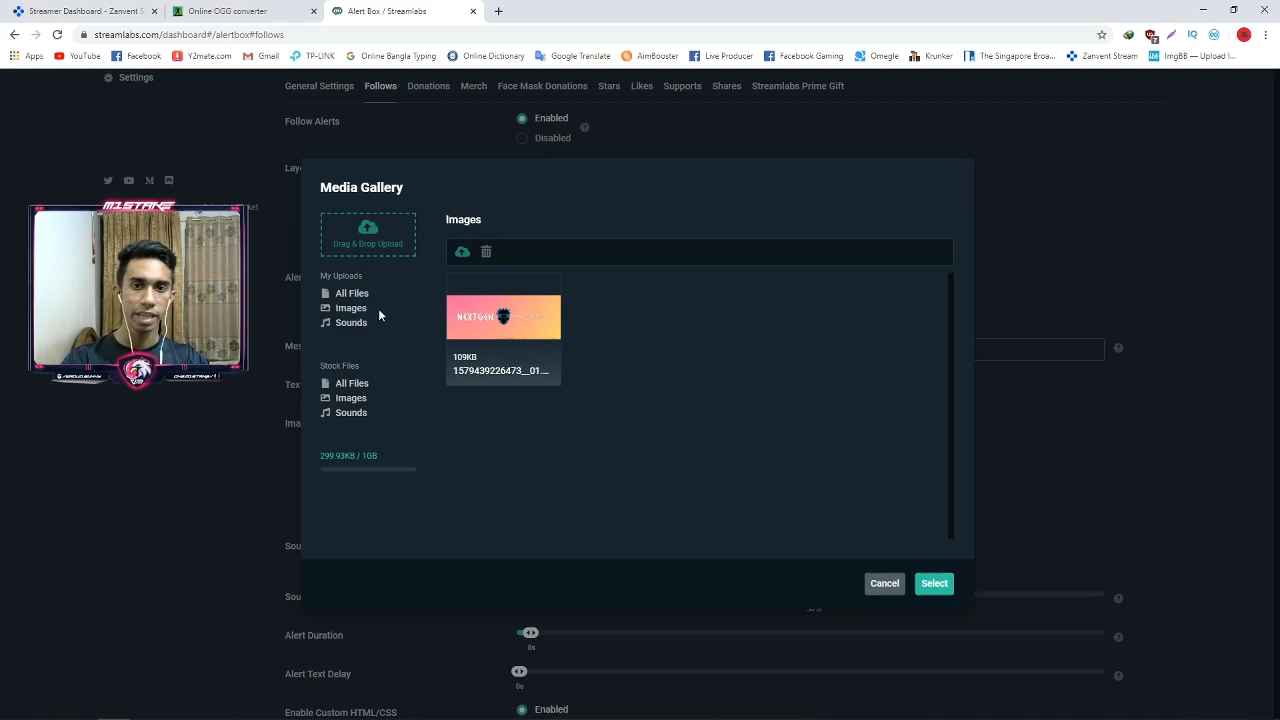 Streamer Dashboard - Zanvent S
Online OGG converter
Alert Box / Streamlabs
streamlabs.com/dashboard#/alertbox#follows
Apps
YouTube
Facebook
Y2mate.com
Gmail
TP-LINK
Online Bangla Typing
Online Dictionary
Google Translate
AimBooster
Live Producer
Facebook Gaming
The Singapore Broa...
Omegle
Krunker
Zanvent Stream
ImgBB — Upload I...
Settings
General Settings
Follows
Donations
Merch
Face Mask Donations
Stars
Likes
Supports
Shares
Streamlabs Prime Gift
Follow Alerts
Enabled
Disabled
Media Gallery
Drag & Drop Upload
Images
My Uploads
All Files
Images
Sounds
Stock Files
All Files
Images
Sounds
299.93KB / 1GB
NEXTGEN
109KB
1579439226473__01....
Cancel
Select
M1STAKE
Alert Duration
8s
Alert Text Delay
0s
Enable Custom HTML/CSS
Enabled